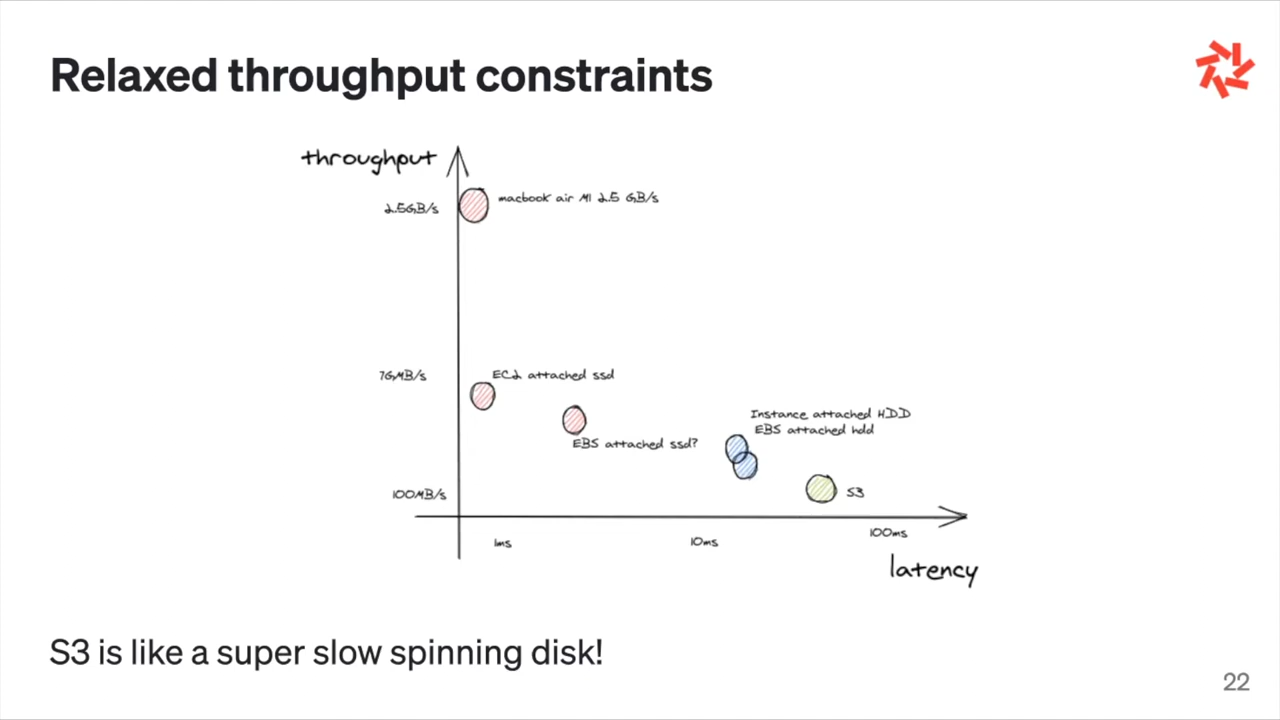 Relaxed throughput constraints
throughput
2.5GB/s
macbook air M1 2.5 GB/s
76MB/s
EC2 attached ssd
Instance attached HDD
EBS attached hdd
EBS attached ssd?
100MB/s
S3
1ms
10ms
100ms
latency
S3 is like a super slow spinning disk!
22